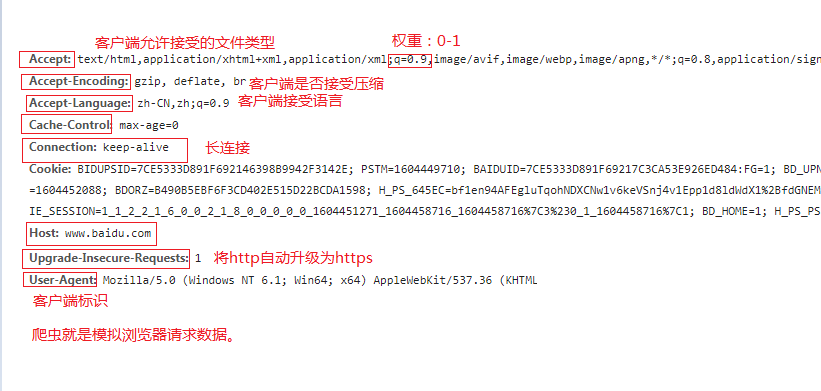 客户端允许接受的文件类型 权重：0-1
Accept: text/html,application/xhtml+xml,application/xml;q=0.9,image/avif,image/webp,image/apng,*/*;q=0.8,application/sign
Accept-Encoding: gzip, deflate, br 客户端是否接受压缩
Accept-Language: zh-CN,zh;q=0.9 客户端接受语言
Cache-Control: max-age=0
Connection: keep-alive 长连接
Cookie: BIDUPSID=7CE5333D891F692146398B9942F3142E; PSTM=1604449710; BAIDUID=7CE5333D891F69217C3CA53E926ED484:FG=1; BD_UPN
=1604452088; BDORZ=B490B5EBF6F3CD402E515D22BCDA1598; H_PS_645EC=bf1en94AFEgluTqohNDXCNw1v6keVSnj4v1Epp1d8ldWdX1%2BfdGNEM
IE_SESSION=1_1_2_2_1_6_0_0_2_1_8_0_0_0_0_0_1604451271_1604458716_1604458716%7C3%230_1_1604458716%7C1; BD_HOME=1; H_PS_PS
Host: www.baidu.com
Upgrade-Insecure-Requests: 1 将http自动升级为https
User-Agent: Mozilla/5.0 (Windows NT 6.1; Win64; x64) AppleWebKit/537.36 (KHTML
客户端标识
爬虫就是模拟浏览器请求数据。